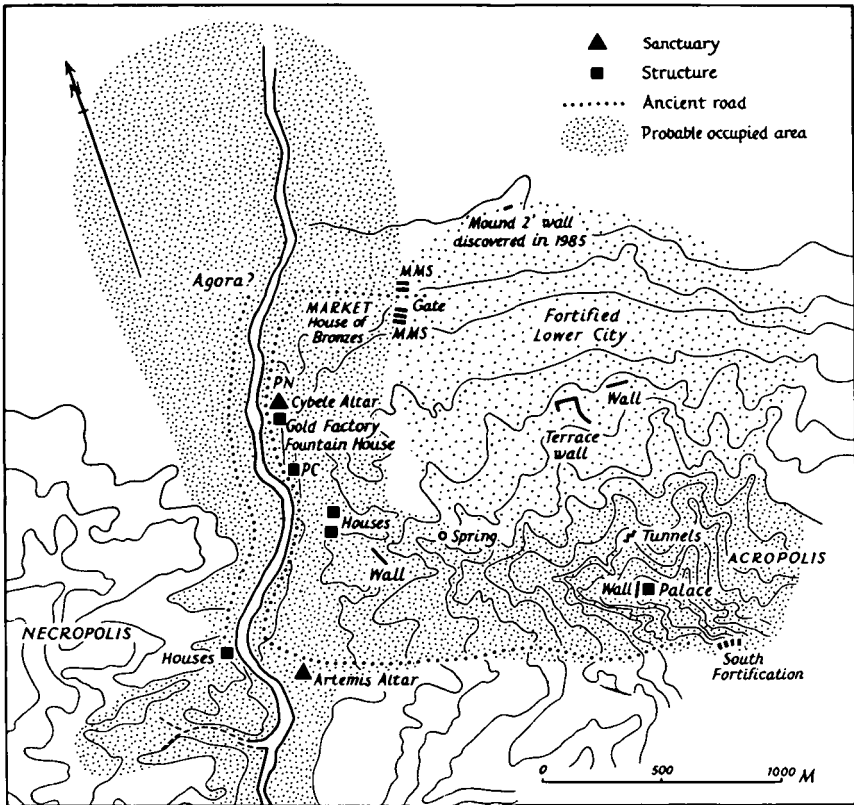 Sanctuary
Structure
Ancient road
Probable occupied area
N
'Mound 2' wall
discovered in 1985
Agora?
MMS
MARKET
House of
Bronzes
Gate
MMS
Fortified
Lower City
PN
Cybele Altar
Gold Factory
Fountain House
PC
Wall
Terrace
wall
Houses
Spring
Wall
Tunnels
ACROPOLIS
Wall
Palace
NECROPOLIS
Houses
Artemis Altar
South
Fortification
0 500 1000 M